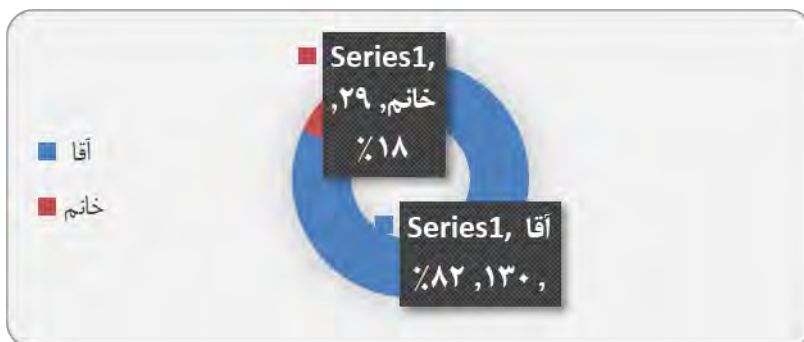 Series1,
خانم, ۲۹,
۱۸٪
آقا
خانم
Series1, آقا
, ۱۳۰, ۸۲٪